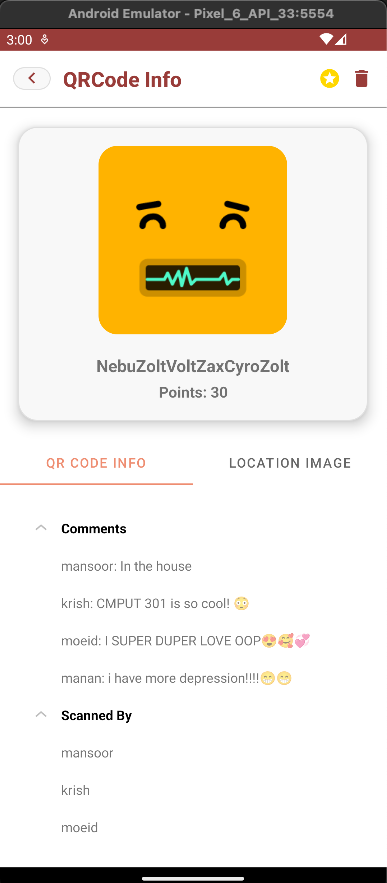 Android Emulator - Pixel_6_API_33:5554
3:00
QRCode Info
NebuZoltVoltZaxCyroZolt
Points: 30
QR CODE INFO
LOCATION IMAGE
Comments
mansoor: In the house
krish: CMPUT 301 is so cool! 😳
moeid: I SUPER DUPER LOVE OOP😍🥰💞
manan: i have more depression!!!!😁😁
Scanned By
mansoor
krish
moeid